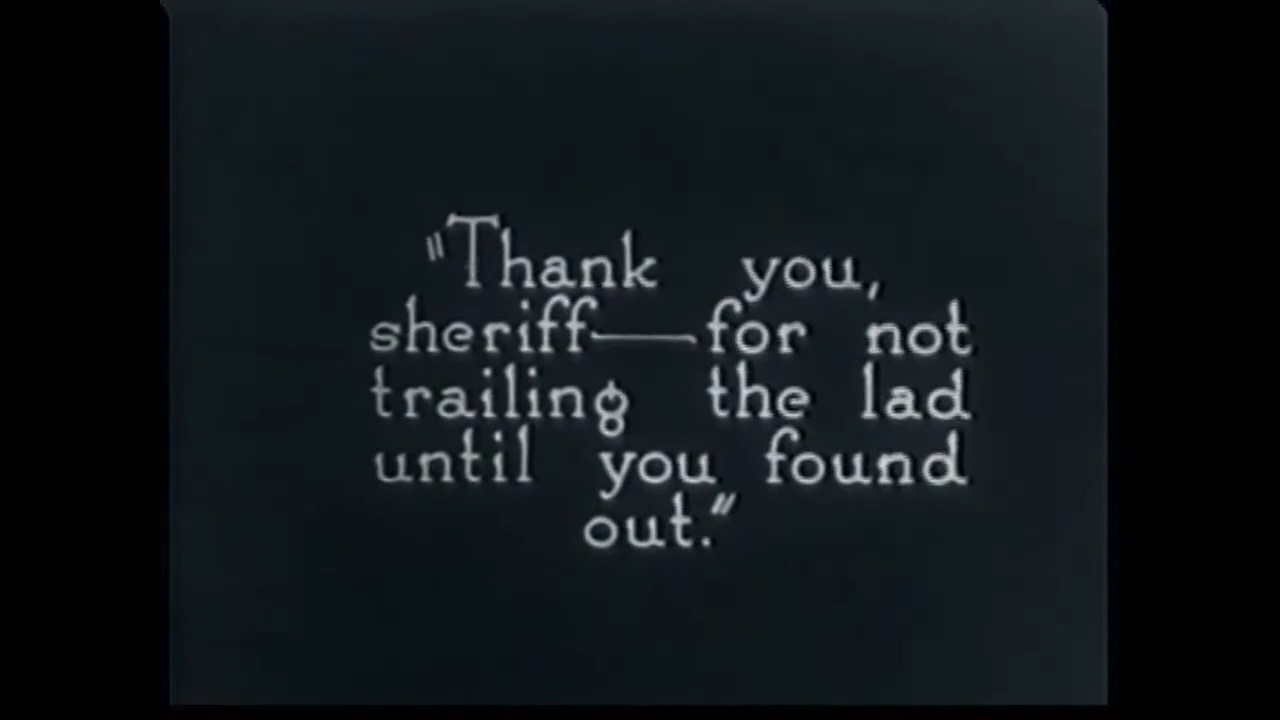 "Thank you,
sheriff—for not
trailing the lad
until you found
out."